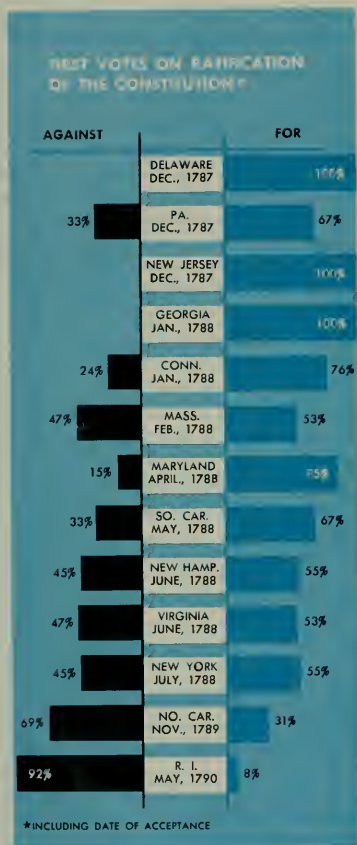 FIRST VOTES ON RATIFICATION
OF THE CONSTITUTION*
AGAINST FOR
DELAWARE
DEC., 1787
100%
33%
PA.
DEC., 1787
67%
NEW JERSEY
DEC., 1787
100%
GEORGIA
JAN., 1788
100%
24%
CONN.
JAN., 1788
76%
47%
MASS.
FEB., 1788
53%
15%
MARYLAND
APRIL, 1788
85%
33%
SO. CAR.
MAY, 1788
67%
45%
NEW HAMP.
JUNE, 1788
55%
47%
VIRGINIA
JUNE, 1788
53%
45%
NEW YORK
JULY, 1788
55%
69%
NO. CAR.
NOV., 1789
31%
92%
R. I.
MAY, 1790
8%
*INCLUDING DATE OF ACCEPTANCE